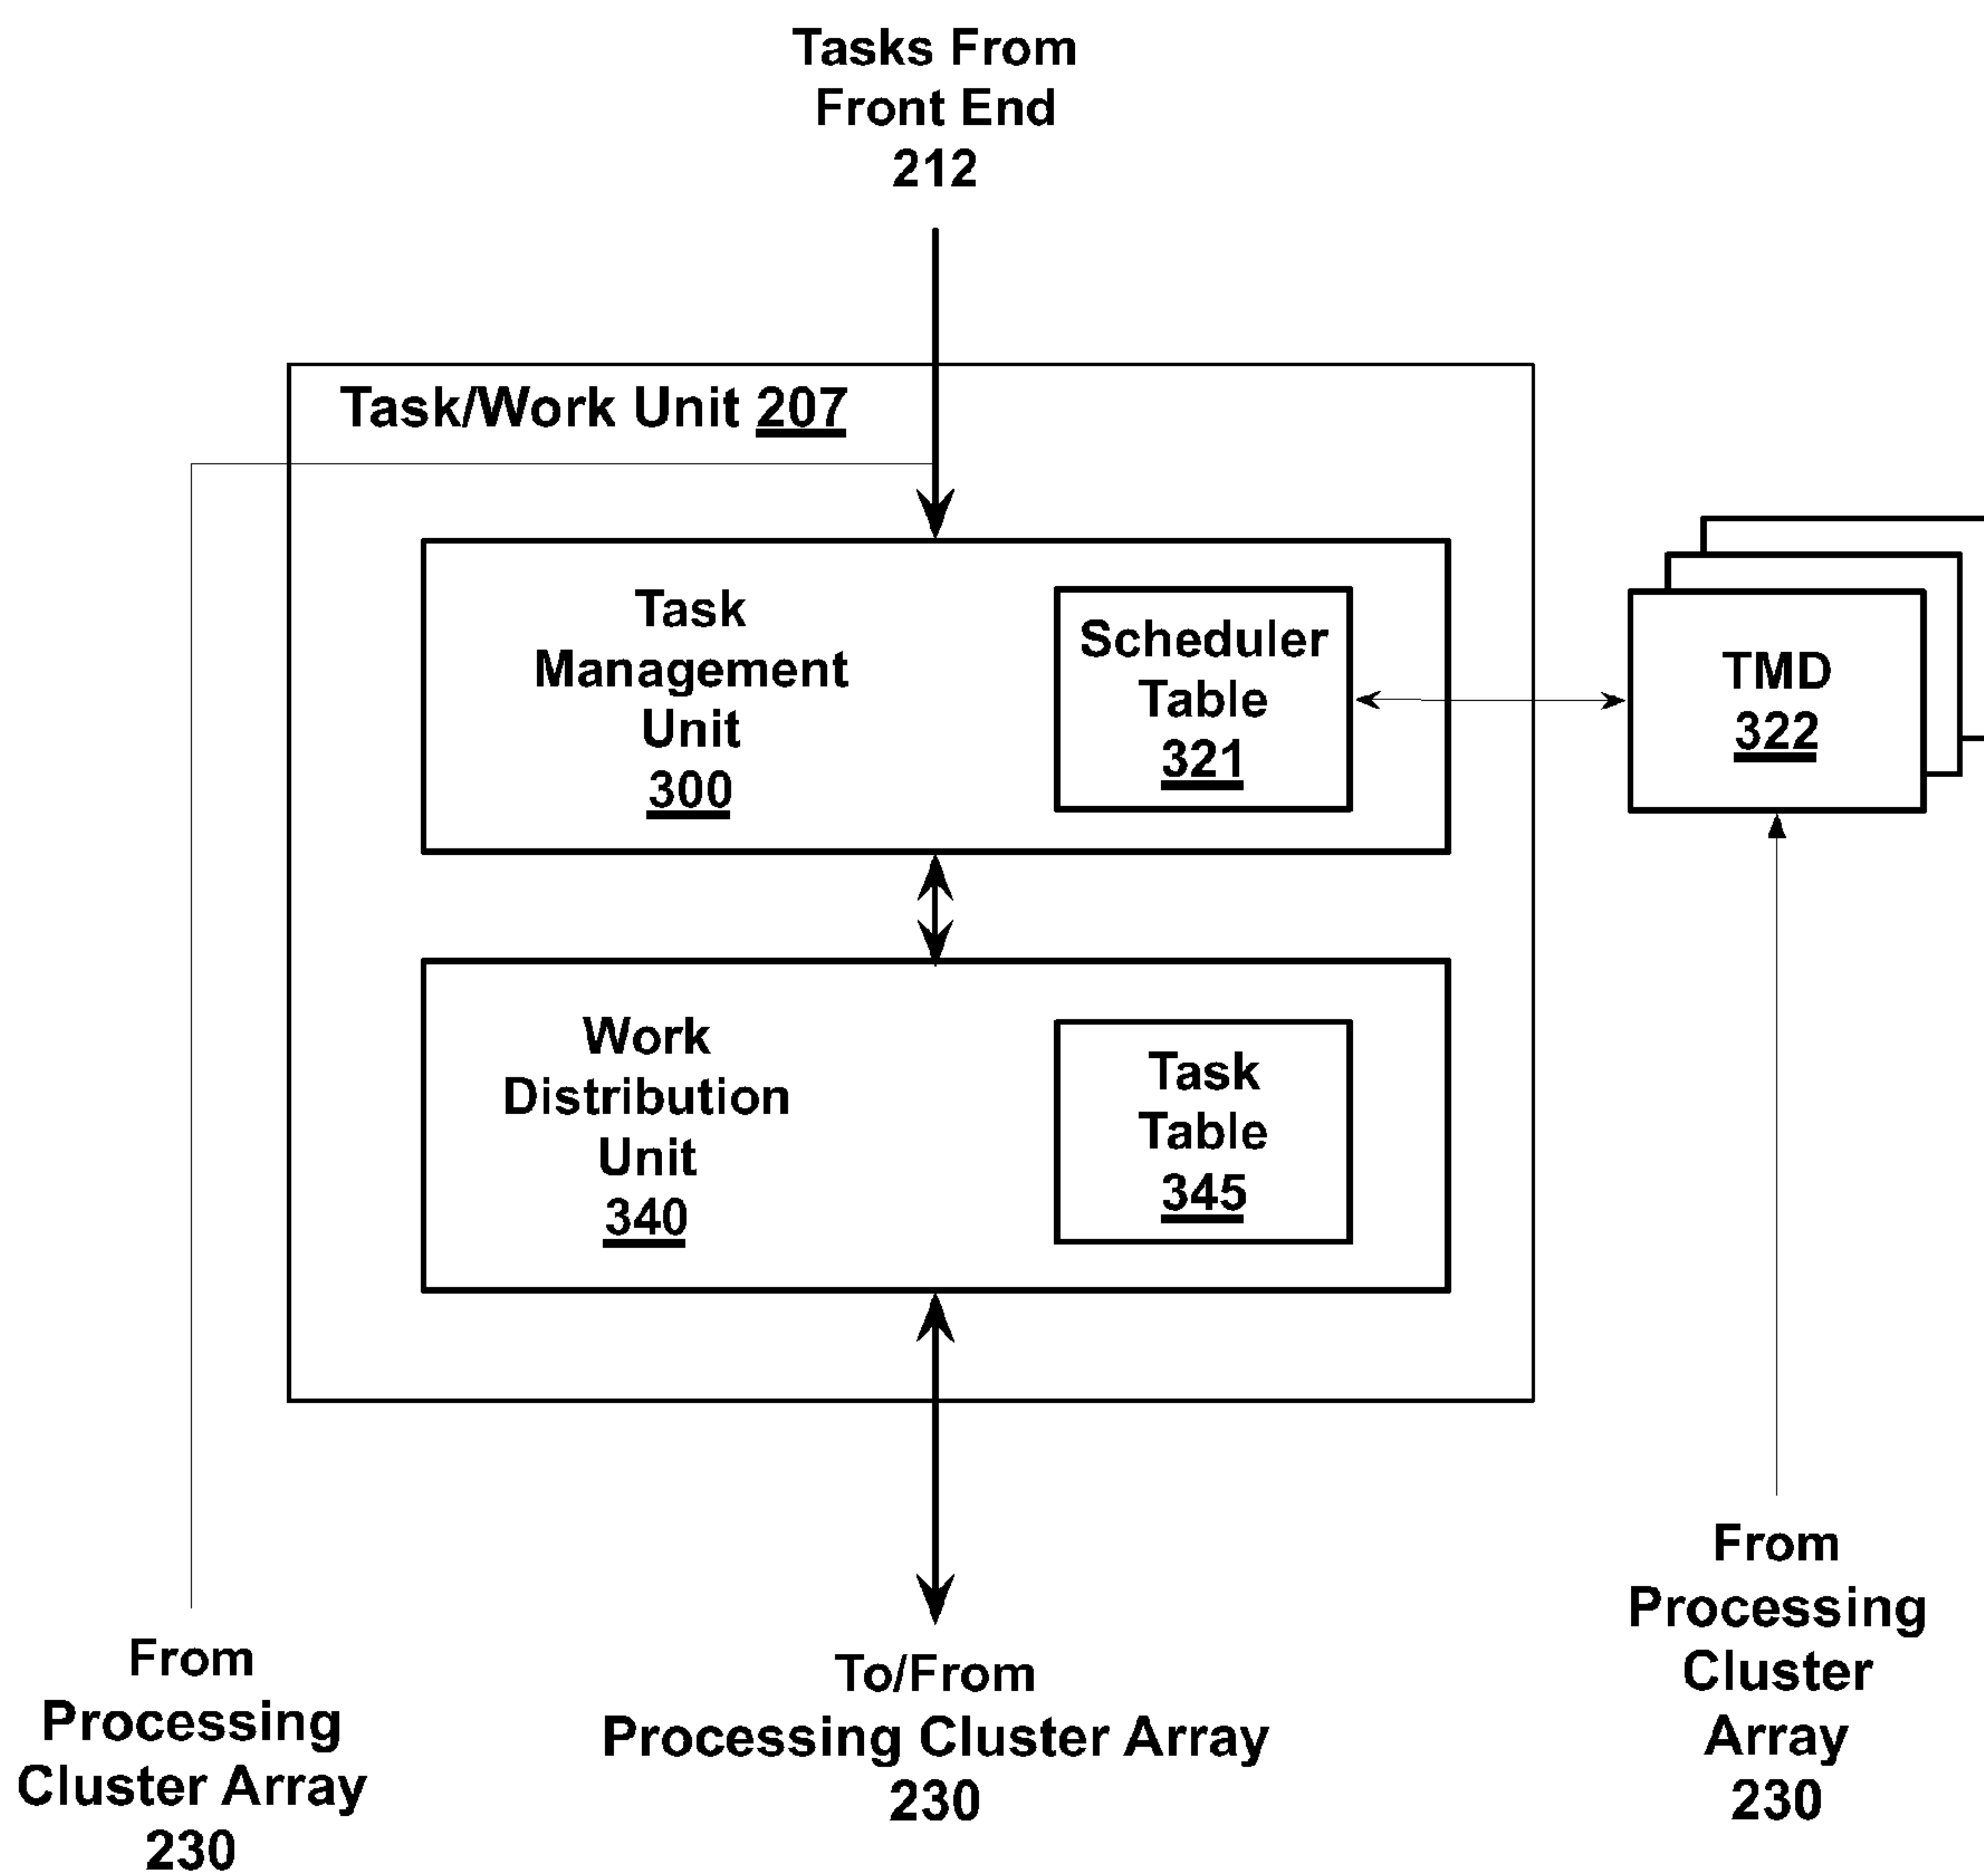 Tasks From
Front End
212
Task/Work Unit 207
Task
Management
Unit
300
Scheduler
Table
321
TMD
322
Work
Distribution
Unit
340
Task
Table
345
From
Processing
Cluster Array
230
To/From
Processing Cluster Array
230
From
Processing
Cluster
Array
230